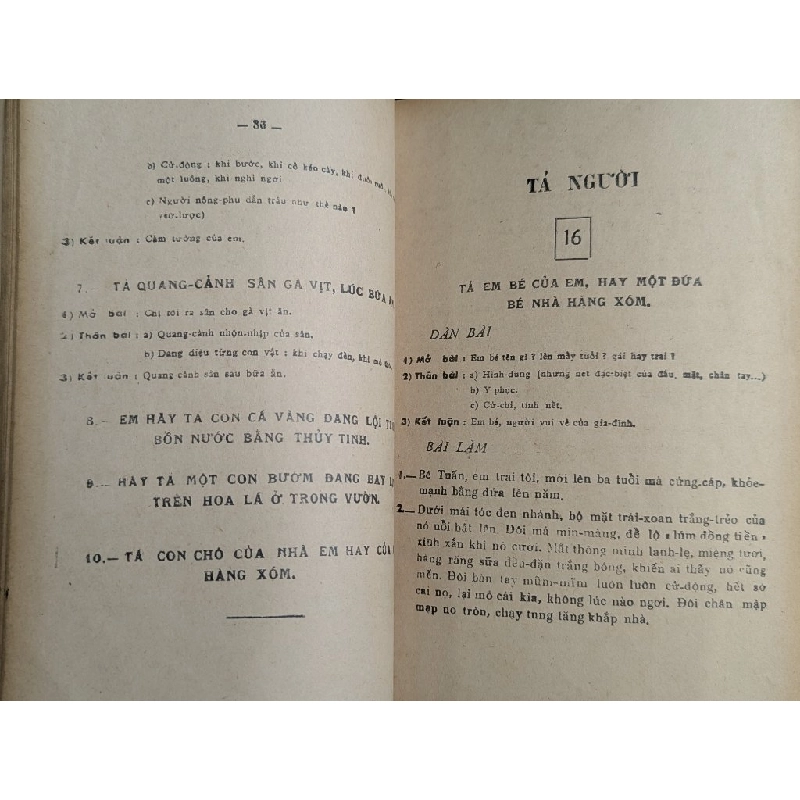 — 86 —
b) Cử-động : khi bước, khi cổ kéo cày, khi
một luống, khi nghỉ ngơi
c) Người nông-phu dẫn trâu như thế nào ?
3) Kết luận : Cảm tưởng của em.
7. TẢ QUANG-CẢNH SÂN GÀ VỊT, LÚC BỮA
1) Mở bài : Chị tôi ra sân cho gà vịt ăn.
2) Thân bài : a) Quang-cảnh nhộn-nhịp của sân.
b) Dáng điệu từng con vật : khi chạy đến, khi
3) Kết luận : Quang cảnh sân sau bữa ăn.
8.— EM HÃY TẢ CON CÁ VÀNG ĐANG LỘI
BỒN NƯỚC BẰNG THỦY TINH.
9.— HÃY TẢ MỘT CON BƯỚM ĐANG BAY
TRÊN HOA LÁ Ở TRONG VƯỜN.
10.— TẢ CON CHÓ CỦA NHÀ EM HAY CỦA
HÀNG XÓM.
TẢ NGƯỜI
16
TẢ EM BÉ CỦA EM, HAY MỘT ĐỨA
BÉ NHÀ HÀNG XÓM.
DÀN BÀI
1) Mở bài : Em bé tên gì ? lên mấy tuổi ? gái hay trai ?
2) Thân bài : a) Hình dung (những nét đặc-biệt của đầu, mặt, chân tay...)
b) Y phục.
c) Cử-chỉ, tính nết.
3) Kết luận : Em bé, người vui vẻ của gia-đình.
BÀI LÀM
1.— Bé Tuấn, em trai tôi, mới lên ba tuổi mà cứng-cáp, khỏe-
mạnh bằng đứa lên năm.
2.— Dưới mái tóc đen nhánh, bộ mặt trái-xoan trắng-trẻo của
nó nổi bật lên. Đôi má mịn-màng, để lộ « lúm đồng tiền »
xinh xắn khi nó cười. Mắt thông minh lanh-lẹ, miệng tươi,
hàng răng sữa đều-đặn trắng bóng, khiến ai thấy nó cũng
mến. Đôi bàn tay mũm-mĩm luôn luôn cử-động, hết sờ
cái nọ, lại mó cái kia, không lúc nào ngơi. Đôi chân mập
mạp no tròn, chạy tung tăng khắp nhà.